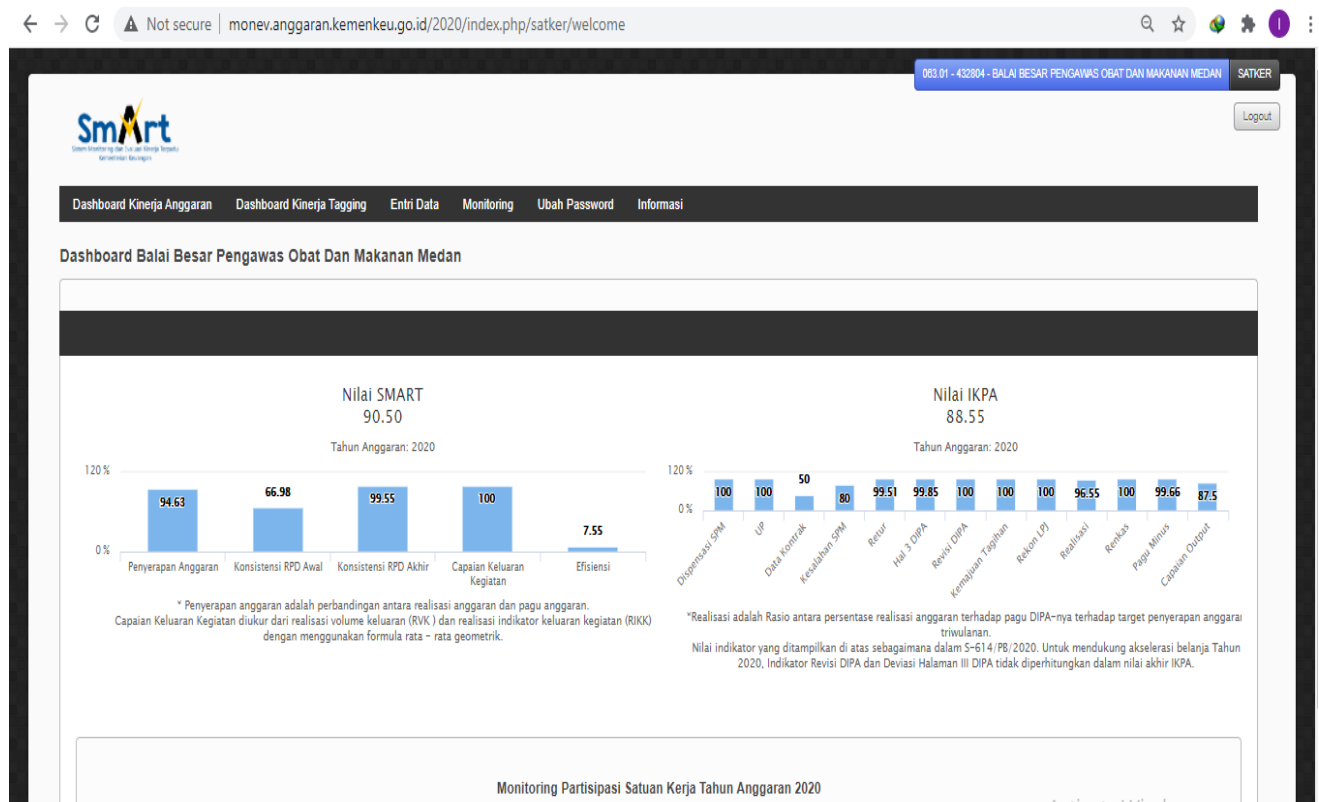 Not secure | monev.anggaran.kemenkeu.go.id/2020/index.php/satker/welcome
I
063.01 - 432804 - BALAI BESAR PENGAWAS OBAT DAN MAKANAN MEDAN SATKER
Logout
SmArt
Kementerian Keuangan
Dashboard Kinerja Anggaran Dashboard Kinerja Tagging Entri Data Monitoring Ubah Password Informasi
Dashboard Balai Besar Pengawas Obat Dan Makanan Medan
Nilai SMART
90.50
Tahun Anggaran: 2020
120 %
94.63 66.98 99.55 100 7.55
0 %
Penyerapan Anggaran Konsistensi RPD Awal Konsistensi RPD Akhir Capaian Keluaran Kegiatan Efisiensi
* Penyerapan anggaran adalah perbandingan antara realisasi anggaran dan pagu anggaran.
Capaian Keluaran Kegiatan diukur dari realisasi volume keluaran (RVK ) dan realisasi indikator keluaran kegiatan (RIKK)
dengan menggunakan formula rata - rata geometrik.
Nilai IKPA
88.55
Tahun Anggaran: 2020
120 %
100 100 50 80 99.51 99.85 100 100 100 96.55 100 99.66 87.5
0 %
Dispensasi SPM UP Data Kontrak Kesalahan SPM Retur Hal 3 DIPA Revisi DIPA Kemajuan Tagihan Rekon LPJ Realisasi Renkas Pagu Minus Capaian Output
*Realisasi adalah Rasio antara persentase realisasi anggaran terhadap pagu DIPA-nya terhadap target penyerapan anggaran
triwulanan.
Nilai indikator yang ditampilkan di atas sebagaimana dalam S-614/PB/2020. Untuk mendukung akselerasi belanja Tahun
2020, Indikator Revisi DIPA dan Deviasi Halaman III DIPA tidak diperhitungkan dalam nilai akhir IKPA.
Monitoring Partisipasi Satuan Kerja Tahun Anggaran 2020